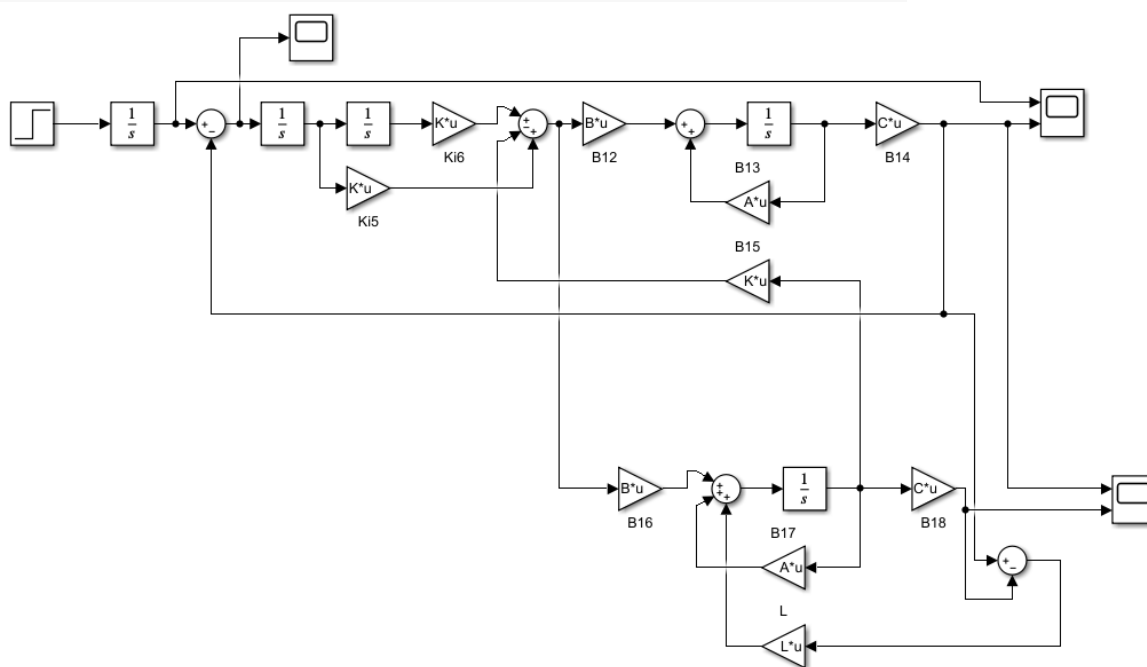 1/s
+
−
1/s
1/s
K*u
Ki6
+
−
+
B*u
B12
+
+
1/s
B13
C*u
B14
K*u
Ki5
A*u
B15
K*u
B*u
B16
+
+
+
1/s
B17
C*u
B18
A*u
+
−
L
L*u